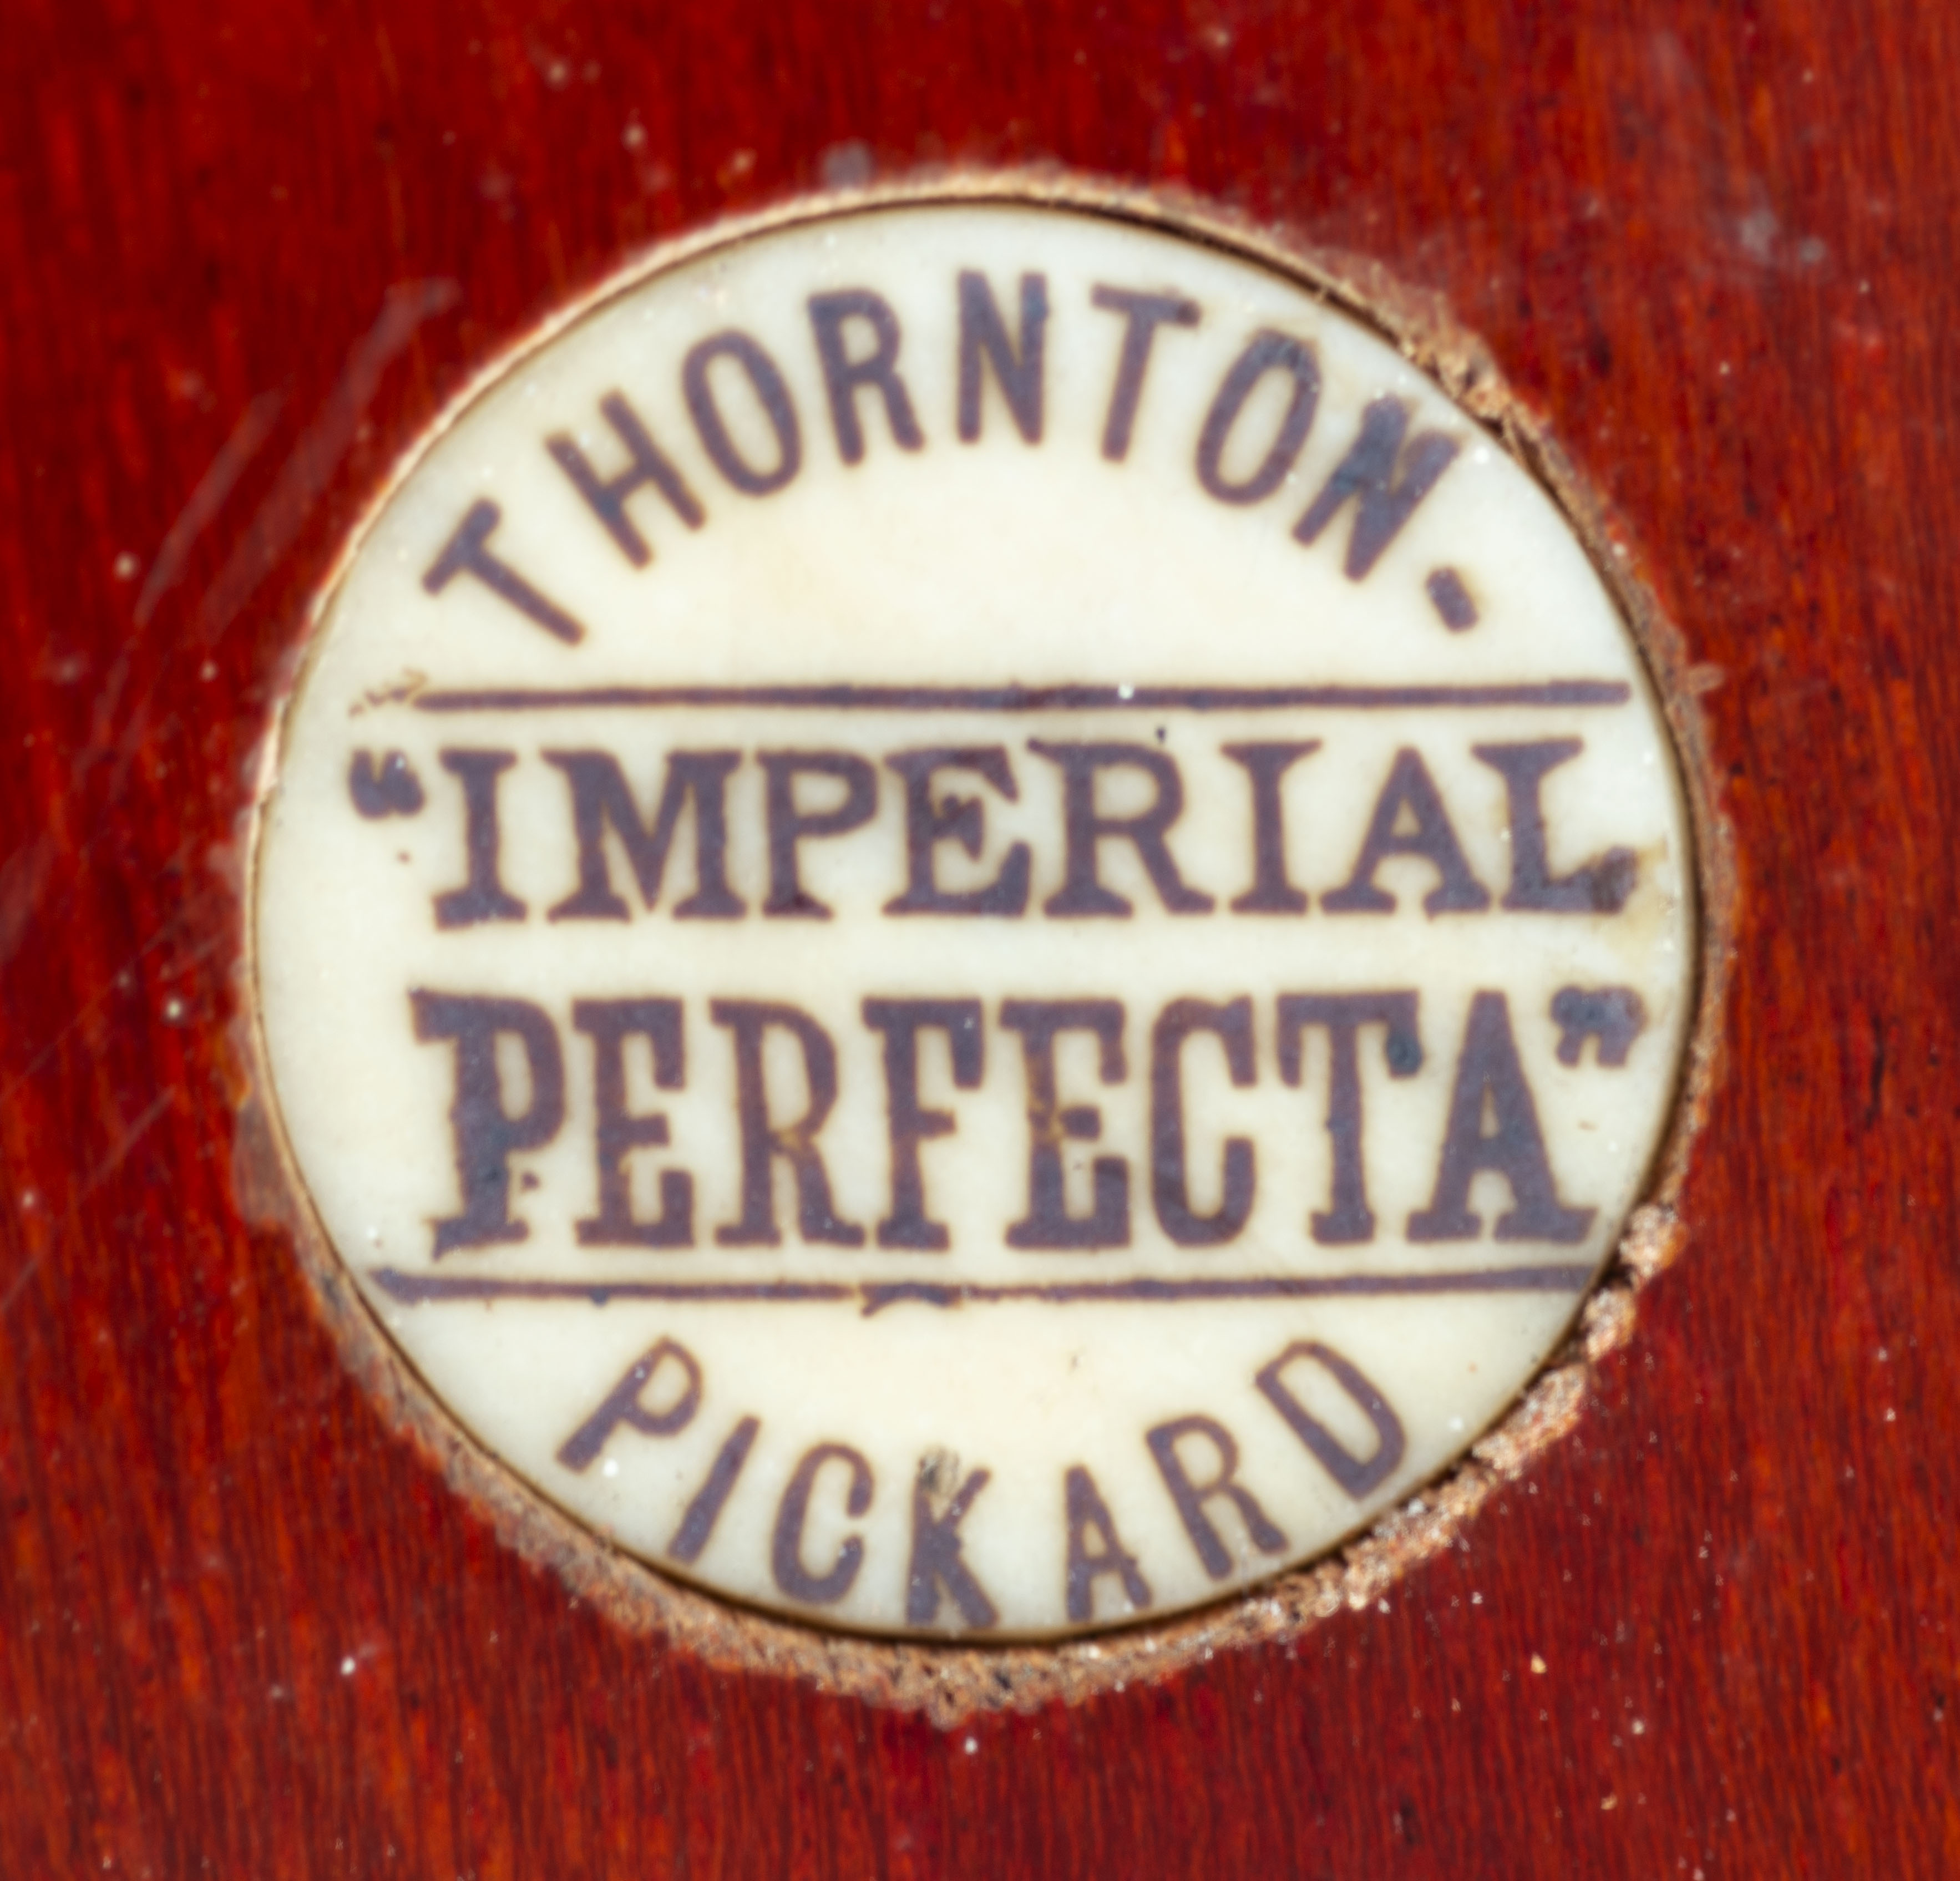 THORNTON-
“IMPERIAL
PERFECTA”
PICKARD